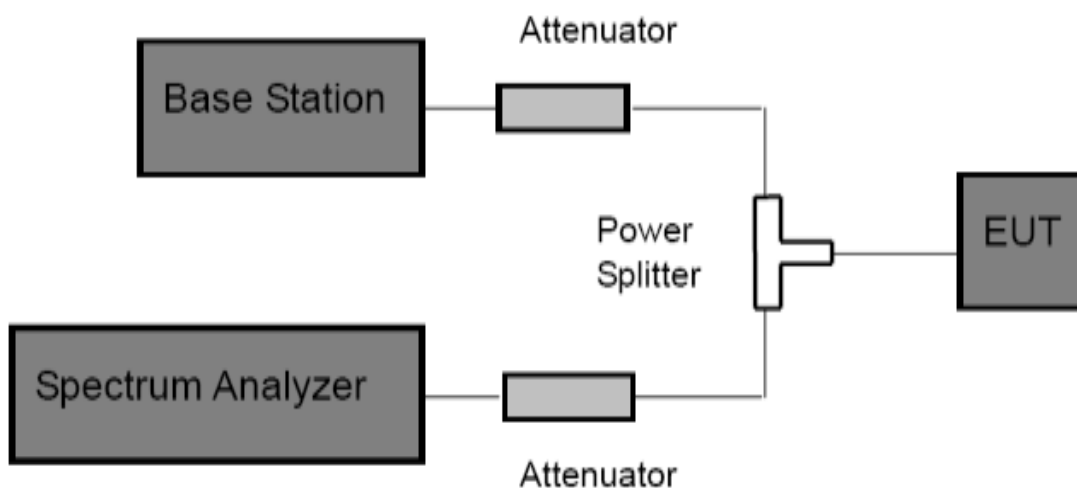 Attenuator
Base Station
Power
Splitter
EUT
Spectrum Analyzer
Attenuator